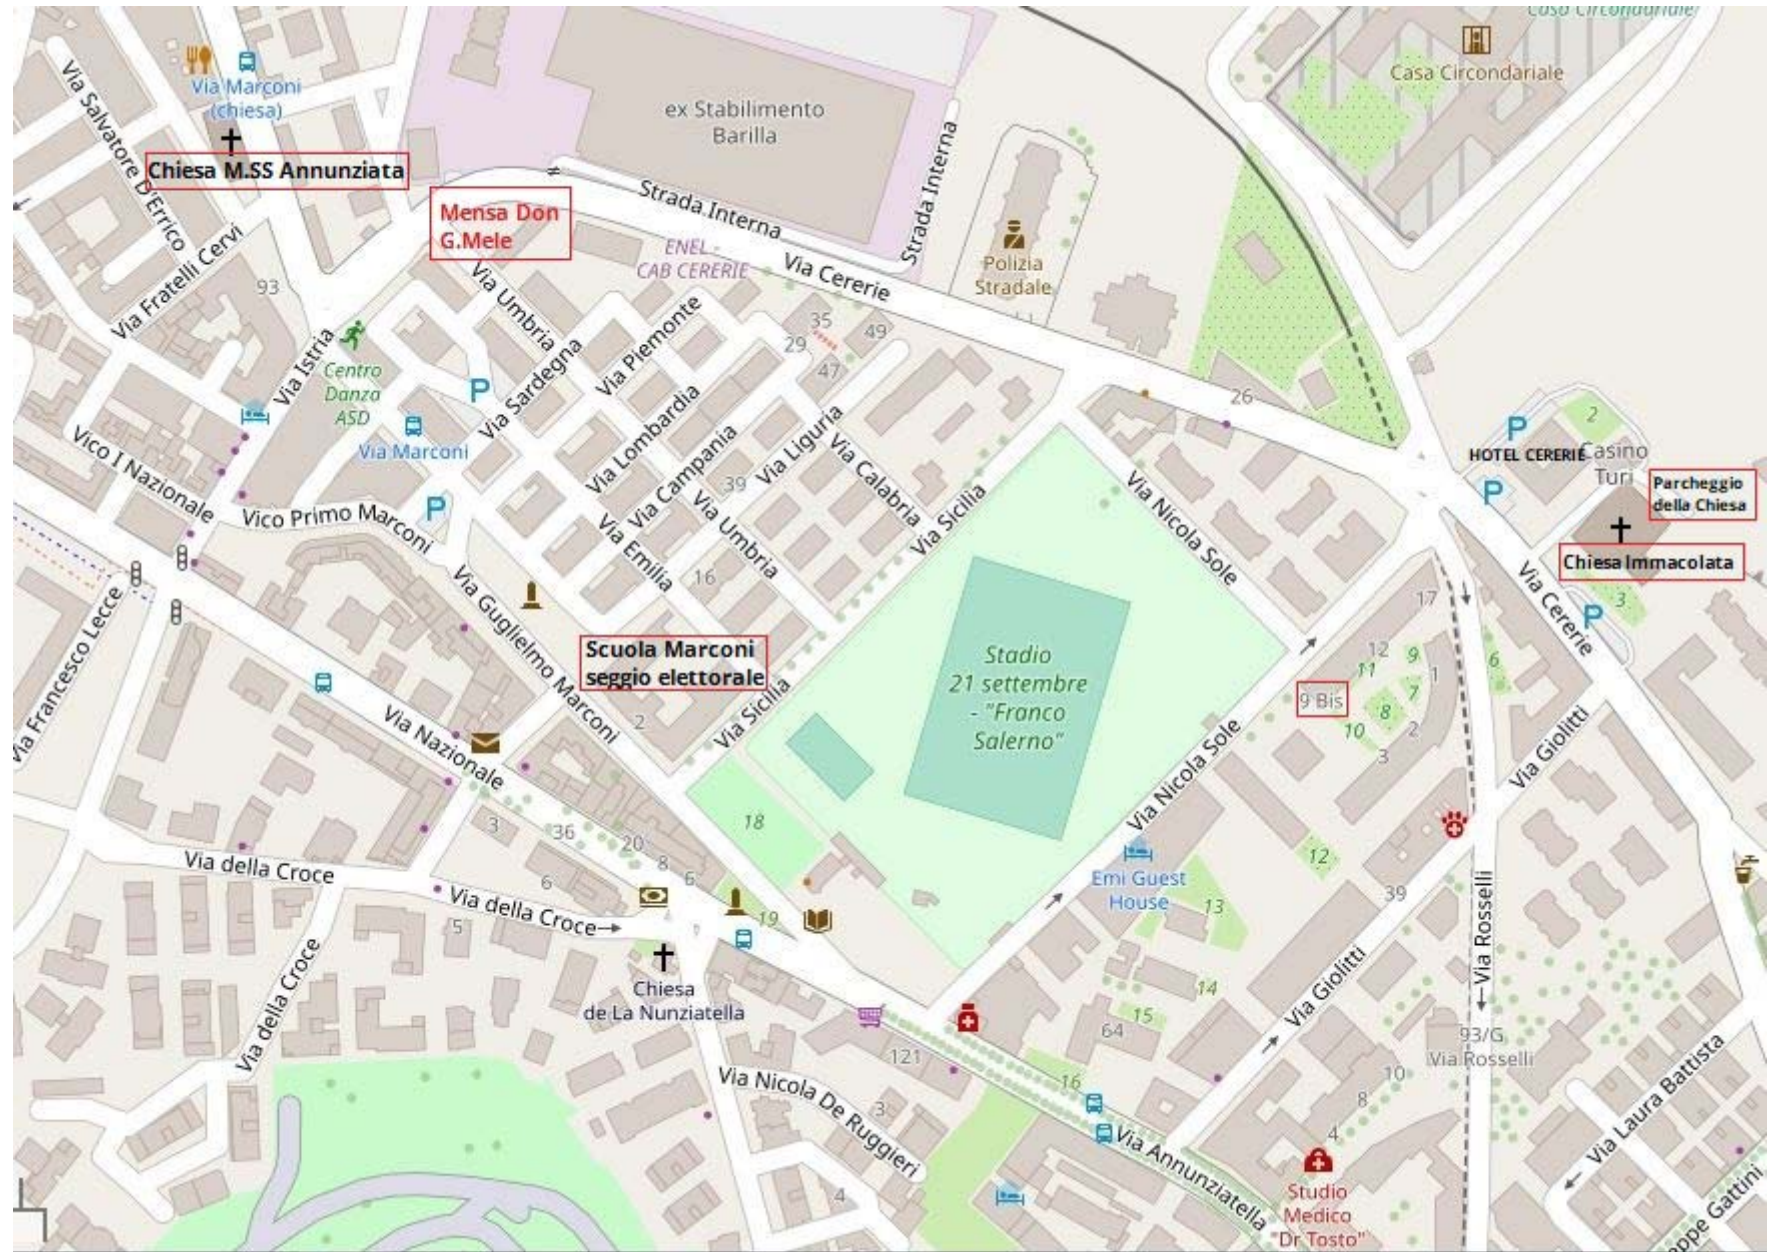 Casa Circondariale
Casa Circondariale
Via Marconi
(chiesa)
ex Stabilimento
Barilla
Via Salvatore D'Errico
Chiesa M.SS Annunziata
Strada Interna
Strada Interna
Mensa Don
G.Mele
ENEL -
CAB CERERIE
Via Cererie
Polizia
Stradale
Via Fratelli Cervi
93
Via Umbria
Via Piemonte
35
49
29
47
Via Istria
Centro
Danza
ASD
Via Sardegna
Via Lombardia
26
P
P
2
HOTEL CERERIE
Casino
Turi
Via Marconi
Via Liguria
Via Calabria
Via Campania
39
Vico I Nazionale
Vico Primo Marconi
P
P
Parcheggio
della Chiesa
Via Umbria
Via Emilia
Via Sicilia
Via Nicola Sole
Chiesa Immacolata
16
17
3
P
Via Cererie
Via Francesco Lecce
Via Guglielmo Marconi
Scuola Marconi
seggio elettorale
Stadio
21 settembre
- "Franco
Salerno"
12
11
9
1
6
9 Bis
7
8
10
2
3
2
Via Sicilia
Via Nazionale
Via Nicola Sole
Via Giolitti
18
3
36
20
8
6
12
Via della Croce
Via della Croce
6
5
19
Emi Guest
House
13
39
Via Rosselli
Chiesa
de La Nunziatella
Via della Croce
14
15
64
Via Giolitti
93/G
Via Rosselli
121
16
10
8
4
Via Nicola De Ruggieri
3
4
Via Annunziatella
Via Laura Battista
Studio
Medico
"Dr Tosto"
eppe Gattini